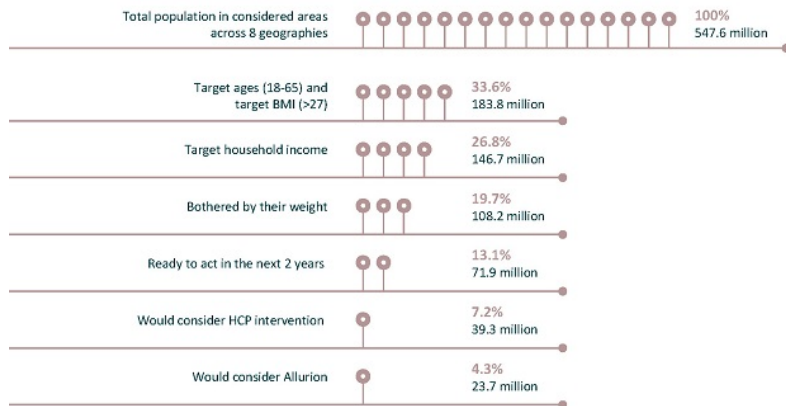 Total population in considered areas
across 8 geographies
100%
547.6 million
Target ages (18-65) and
target BMI (>27)
33.6%
183.8 million
Target household income
26.8%
146.7 million
Bothered by their weight
19.7%
108.2 million
Ready to act in the next 2 years
13.1%
71.9 million
Would consider HCP intervention
7.2%
39.3 million
Would consider Allurion
4.3%
23.7 million